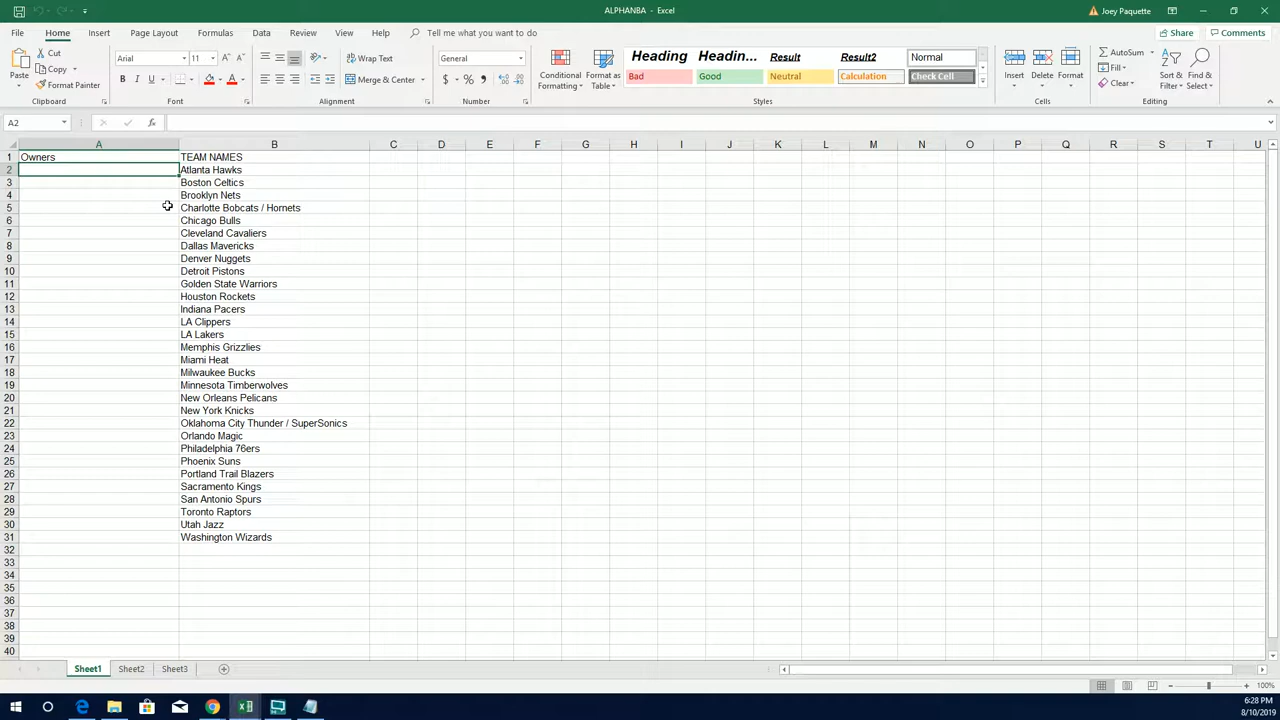 ALPHANBA - Excel
Joey Paquette
File Home Insert Page Layout Formulas Data Review View Help Tell me what you want to do
Share Comments
Paste
Cut
Copy
Format Painter
Clipboard
Arial 11
B I U
Font
Wrap Text
Merge & Center
Alignment
General
$ % ,
Number
Conditional Formatting
Format as Table
Heading Headin... Result Result2 Normal
Bad Good Neutral Calculation Check Cell
Styles
Insert Delete Format
Cells
AutoSum
Fill
Clear
Sort & Filter
Find & Select
Editing
A2
fx
A B C D E F G H I J K L M N O P Q R S T U
1 Owners TEAM NAMES
2 Atlanta Hawks
3 Boston Celtics
4 Brooklyn Nets
5 Charlotte Bobcats / Hornets
6 Chicago Bulls
7 Cleveland Cavaliers
8 Dallas Mavericks
9 Denver Nuggets
10 Detroit Pistons
11 Golden State Warriors
12 Houston Rockets
13 Indiana Pacers
14 LA Clippers
15 LA Lakers
16 Memphis Grizzlies
17 Miami Heat
18 Milwaukee Bucks
19 Minnesota Timberwolves
20 New Orleans Pelicans
21 New York Knicks
22 Oklahoma City Thunder / SuperSonics
23 Orlando Magic
24 Philadelphia 76ers
25 Phoenix Suns
26 Portland Trail Blazers
27 Sacramento Kings
28 San Antonio Spurs
29 Toronto Raptors
30 Utah Jazz
31 Washington Wizards
32
33
34
35
36
37
38
39
40
Sheet1 Sheet2 Sheet3
100%
6:28 PM
8/10/2019